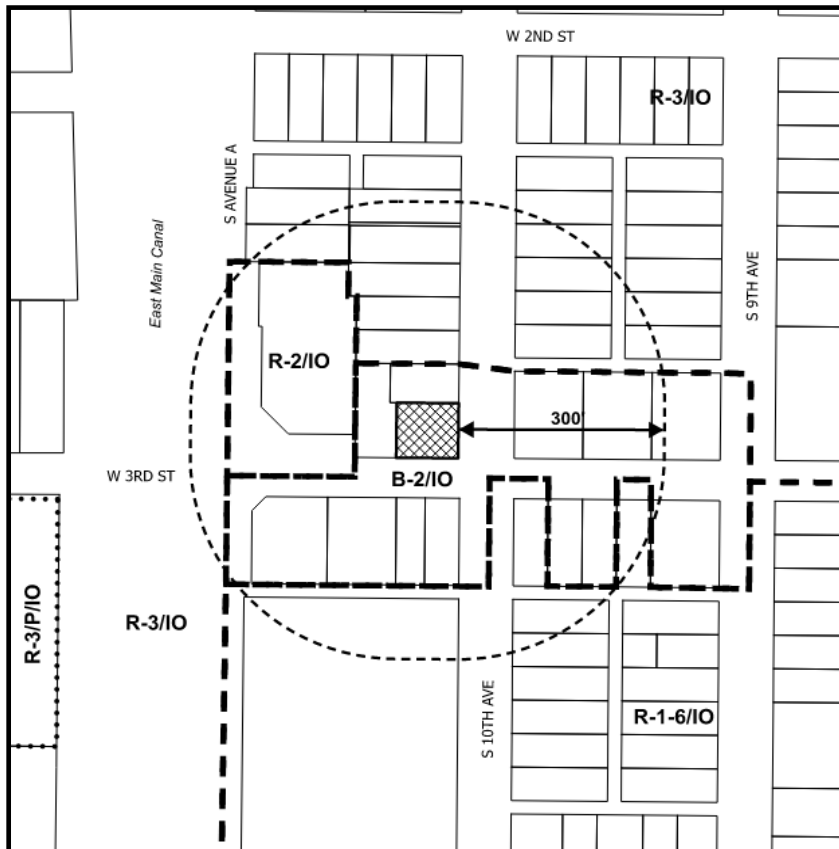 W 2ND ST
R-3/IO
S AVENUE A
East Main Canal
S 9TH AVE
R-2/IO
300'
W 3RD ST
B-2/IO
R-3/P/IO
R-3/IO
S 10TH AVE
R-1-6/IO